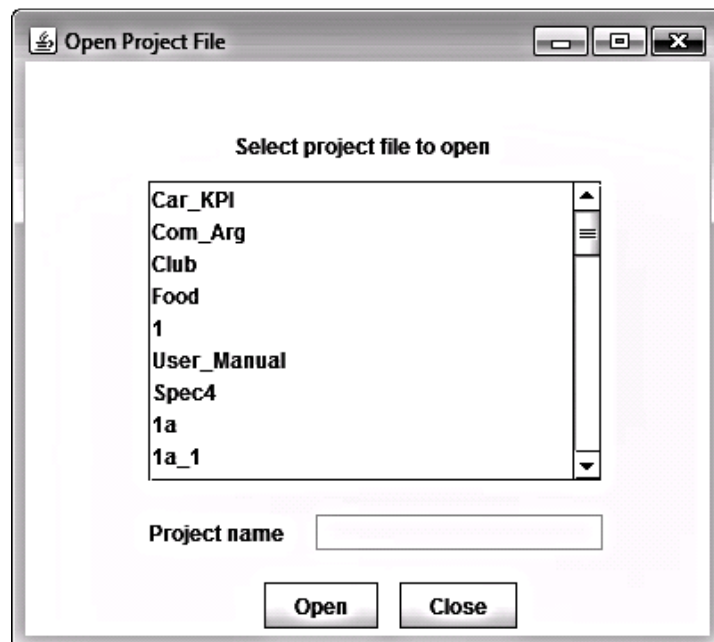 Open Project File
Select project file to open
Car_KPI
Com_Arg
Club
Food
1
User_Manual
Spec4
1a
1a_1
Project name
Open Close